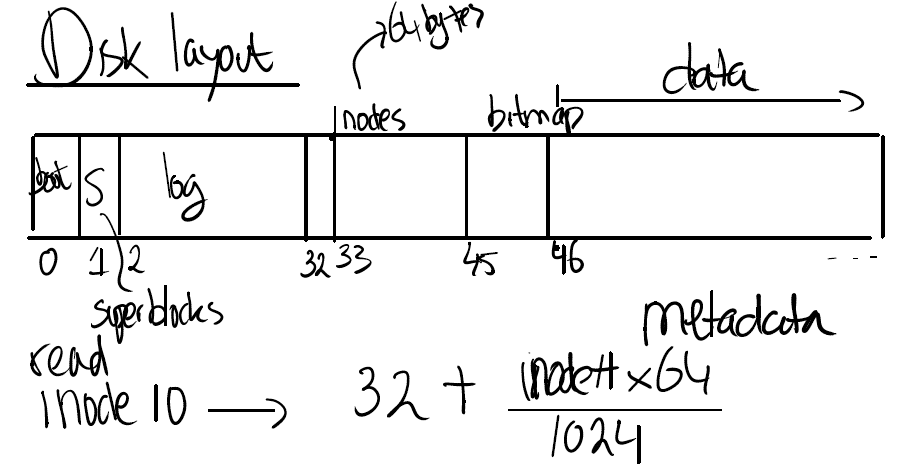 Disk layout
64 bytes
inodes
bitmap
data
boot S log
0 1 2 32 33 45 46 ....
superblocks
metadata
read
inode 10 → 32 + inode# x 64
1024